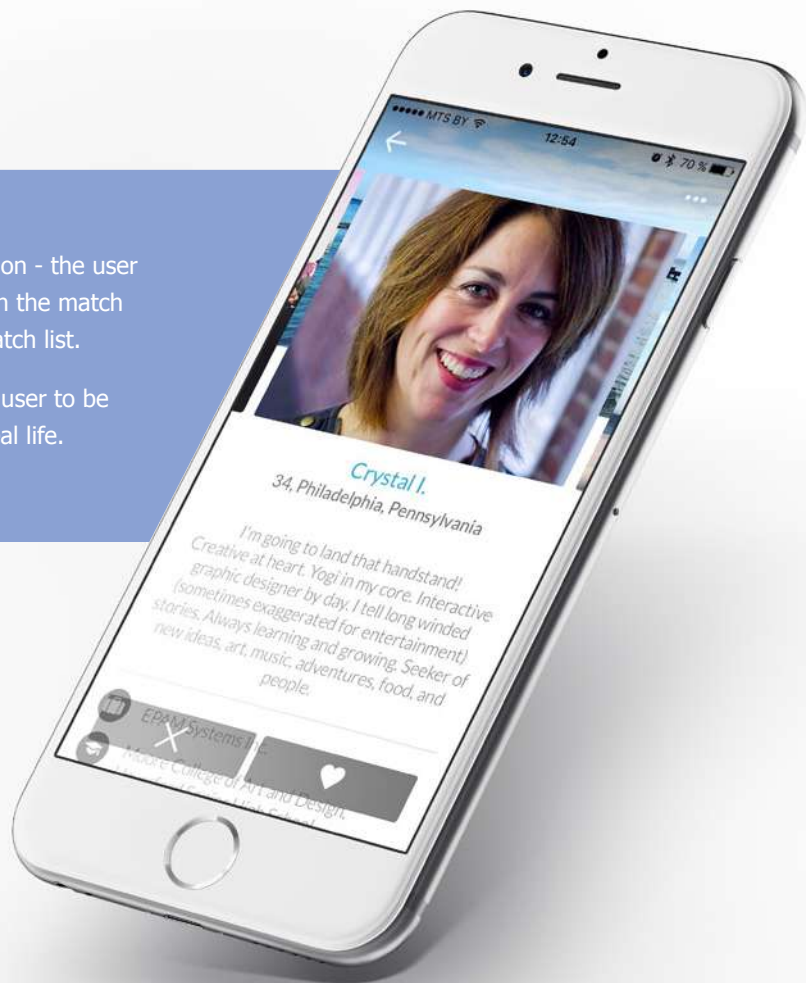 on - the user
n the match
atch list.
user to be
al life.
MTS BY
12:54
70 %
Crystal I.
34, Philadelphia, Pennsylvania
I'm going to land that handstand!
Creative at heart. Yogi in my core. Interactive
graphic designer by day. I tell long winded
(sometimes exaggerated for entertainment)
stories. Always learning and growing. Seeker of
new ideas, art, music, adventures, food, and
people.
EPAM Systems Inc.
Moore College of Art and Design,
Senior High School